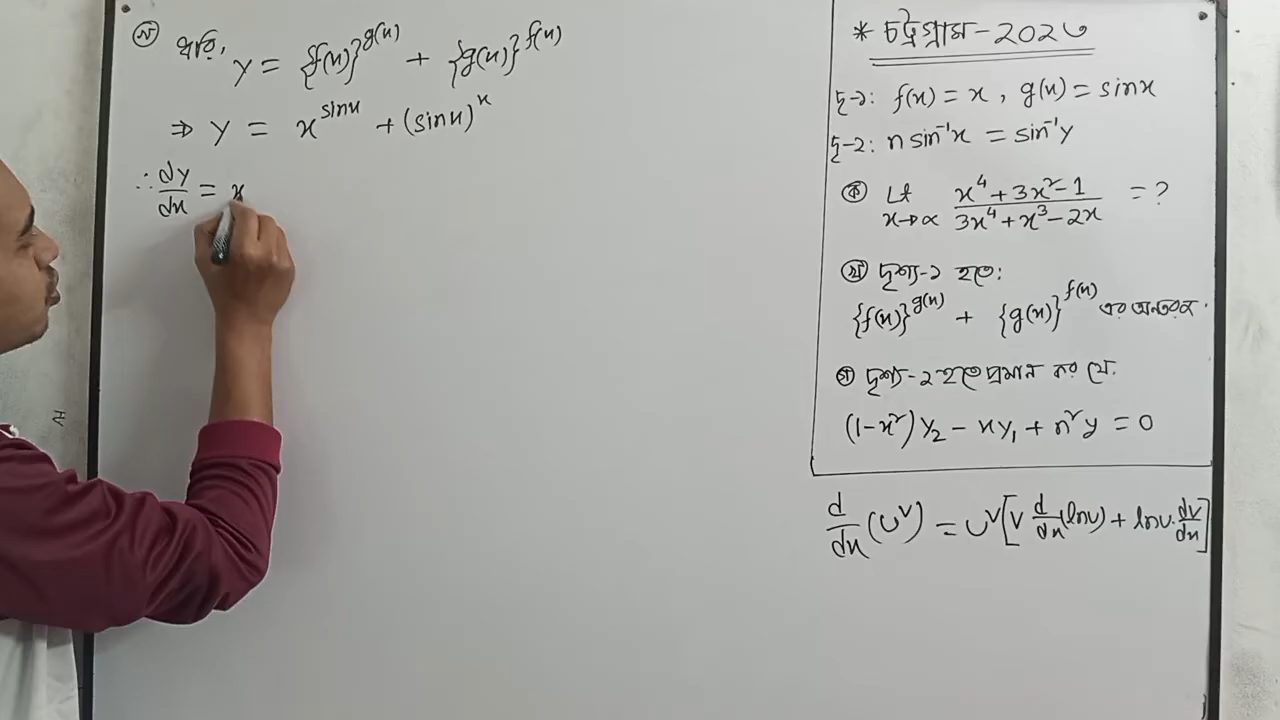 (খ) ধরি, y = {f(x)}^{g(x)} + {g(x)}^{f(x)}
⇒ y = x^{sinx} + (sinx)^x
∴ dy/dx = x
* চট্টগ্রাম-২০২৩
দৃ-১: f(x) = x, g(x) = sinx
দৃ-২: n sin⁻¹x = sin⁻¹y
(ক) Lt x→∝ (x⁴+3x²-1)/(3x⁴+x³-2x) = ?
(খ) দৃশ্য-১ হতে:
{f(x)}^{g(x)} + {g(x)}^{f(x)} এর অন্তরক.
(গ) দৃশ্য-২ হতে প্রমান কর যে.
(1-x²) y₂ - xy₁ + n²y = 0
d/dx (u^v) = u^v [v d/dx (lnu) + lnu. dv/dx]